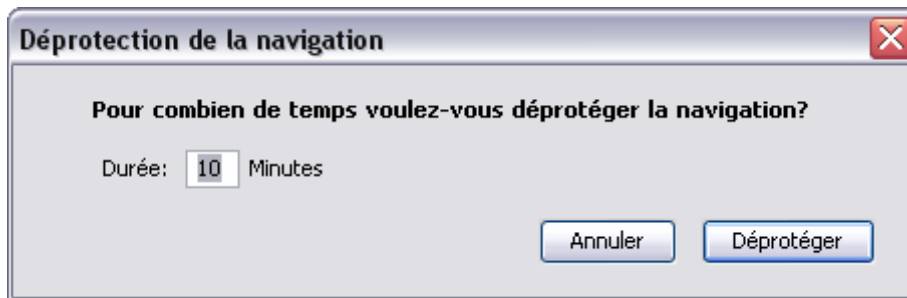 Déprotection de la navigation
Pour combien de temps voulez-vous déprotéger la navigation?
Durée: 10 Minutes
Annuler Déprotéger